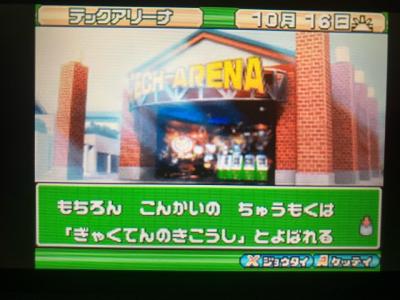 テックアリーナ
10月16日
TECH-ARENA
もちろん こんかいの ちゅうもくは
「ぎゃくてんのきこうし」とよばれる
X ジョウタイ A ケッテイ